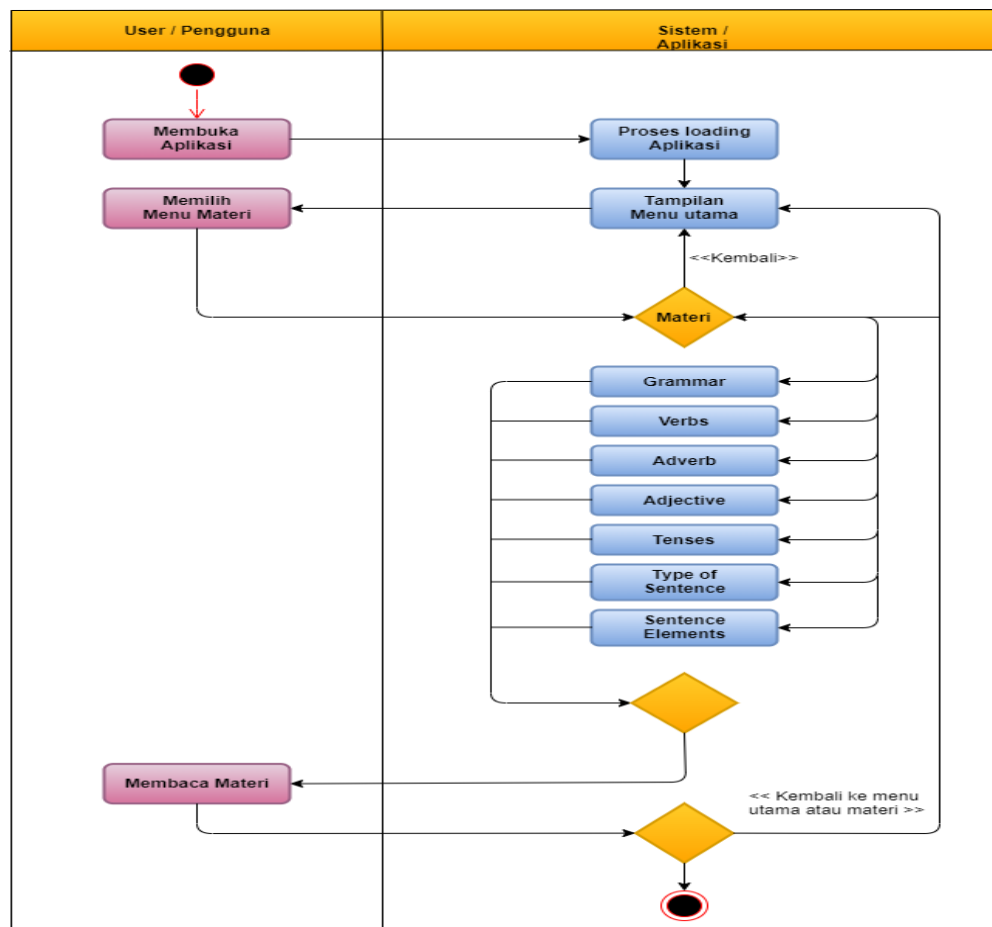 User / Pengguna
Sistem /
Aplikasi
Membuka
Aplikasi
Proses loading
Aplikasi
Memilih
Menu Materi
Tampilan
Menu utama
<<Kembali>>
Materi
Grammar
Verbs
Adverb
Adjective
Tenses
Type of
Sentence
Sentence
Elements
Membaca Materi
<< Kembali ke menu
utama atau materi >>